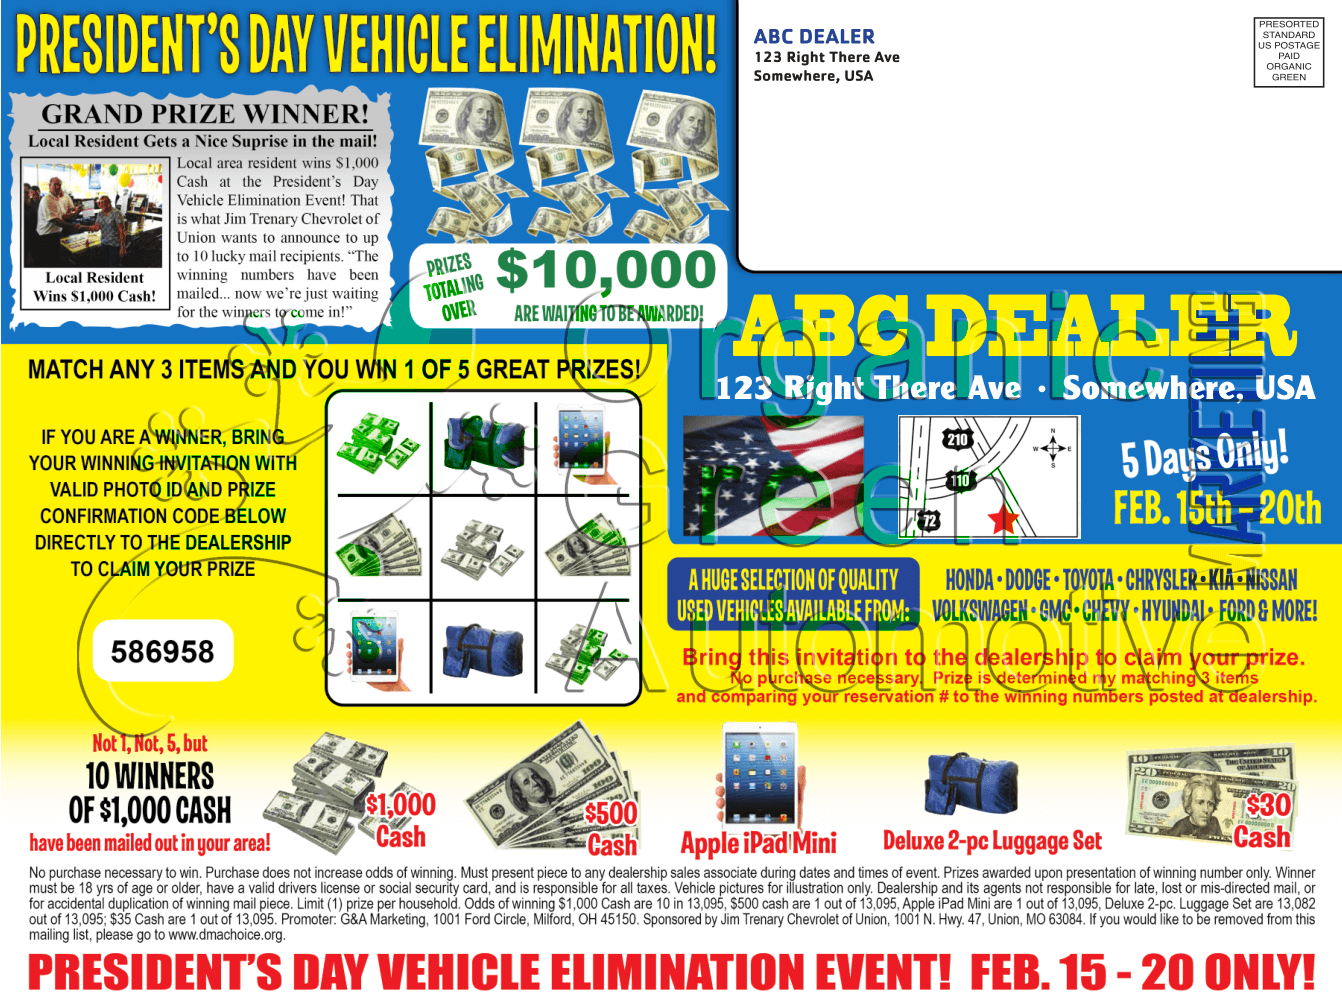 PRESIDENT'S DAY VEHICLE ELIMINATION!
GRAND PRIZE WINNER!
Local Resident Gets a Nice Suprise in the mail!
Local area resident wins $1,000
Cash at the President's Day
Vehicle Elimination Event! That
is what Jim Trenary Chevrolet of
Union wants to announce to up
to 10 lucky mail recipients. "The
winning numbers have been
mailed... now we're just waiting
for the winners to come in!"
Local Resident
Wins $1,000 Cash!
PRIZES
TOTALING
OVER
$10,000
ARE WAITING TO BE AWARDED!
ABC DEALER
123 Right There Ave
Somewhere, USA
PRESORTED
STANDARD
US POSTAGE
PAID
ORGANIC
GREEN
ABC DEALER
123 Right There Ave · Somewhere, USA
210
110
72
N
W E
S
5 Days Only!
FEB. 15th - 20th
MATCH ANY 3 ITEMS AND YOU WIN 1 OF 5 GREAT PRIZES!
IF YOU ARE A WINNER, BRING
YOUR WINNING INVITATION WITH
VALID PHOTO ID AND PRIZE
CONFIRMATION CODE BELOW
DIRECTLY TO THE DEALERSHIP
TO CLAIM YOUR PRIZE
586958
A HUGE SELECTION OF QUALITY
USED VEHICLES AVAILABLE FROM:
HONDA • DODGE • TOYOTA • CHRYSLER • KIA • NISSAN
VOLKSWAGEN • GMC • CHEVY • HYUNDAI • FORD & MORE!
Bring this invitation to the dealership to claim your prize.
No purchase necessary. Prize is determined my matching 3 items
and comparing your reservation # to the winning numbers posted at dealership.
Organic
Green
Automotive
MARKETING
Not 1, Not, 5, but
10 WINNERS
OF $1,000 CASH
have been mailed out in your area!
$1,000
Cash
$500
Cash
Apple iPad Mini
Deluxe 2-pc Luggage Set
$30
Cash
No purchase necessary to win. Purchase does not increase odds of winning. Must present piece to any dealership sales associate during dates and times of event. Prizes awarded upon presentation of winning number only. Winner
must be 18 yrs of age or older, have a valid drivers license or social security card, and is responsible for all taxes. Vehicle pictures for illustration only. Dealership and its agents not responsible for late, lost or mis-directed mail, or
for accidental duplication of winning mail piece. Limit (1) prize per household. Odds of winning $1,000 Cash are 10 in 13,095, $500 cash are 1 out of 13,095, Apple iPad Mini are 1 out of 13,095, Deluxe 2-pc. Luggage Set are 13,082
out of 13,095; $35 Cash are 1 out of 13,095. Promoter: G&A Marketing, 1001 Ford Circle, Milford, OH 45150. Sponsored by Jim Trenary Chevrolet of Union, 1001 N. Hwy. 47, Union, MO 63084. If you would like to be removed from this
mailing list, please go to www.dmachoice.org.
PRESIDENT'S DAY VEHICLE ELIMINATION EVENT! FEB. 15 - 20 ONLY!